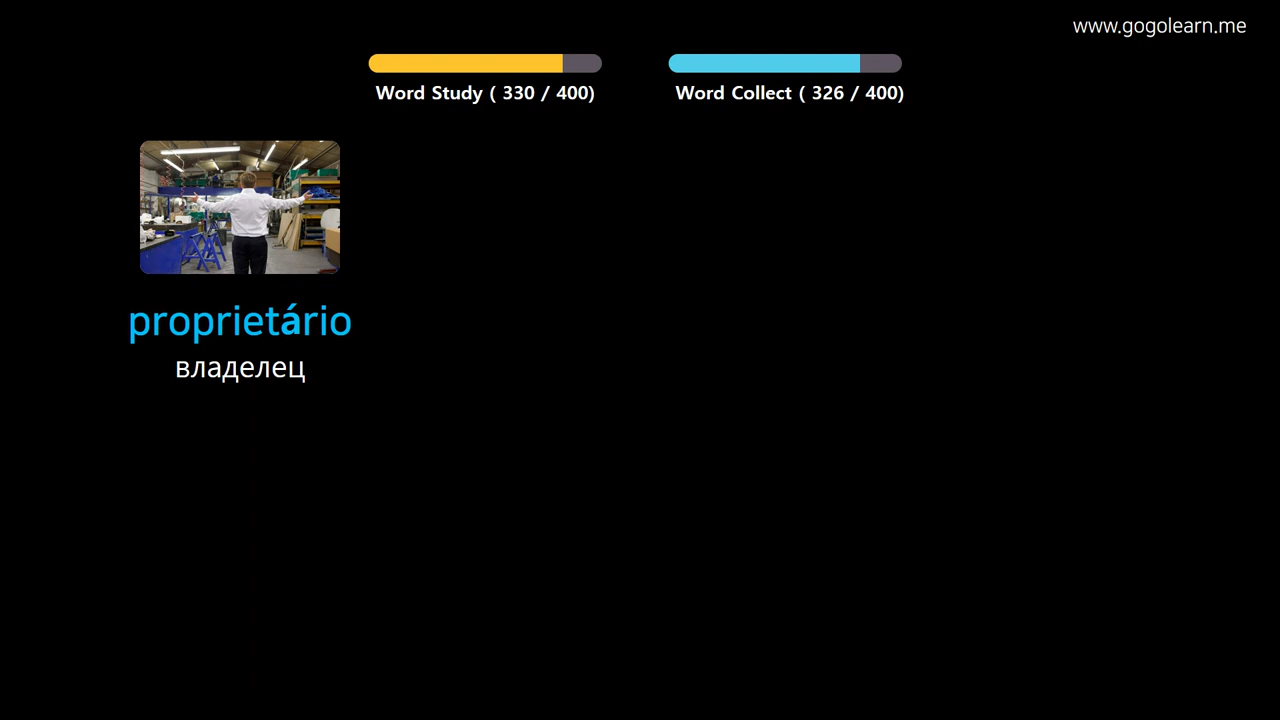 www.gogolearn.me
Word Study ( 330 / 400)
Word Collect ( 326 / 400)
proprietário
владелец